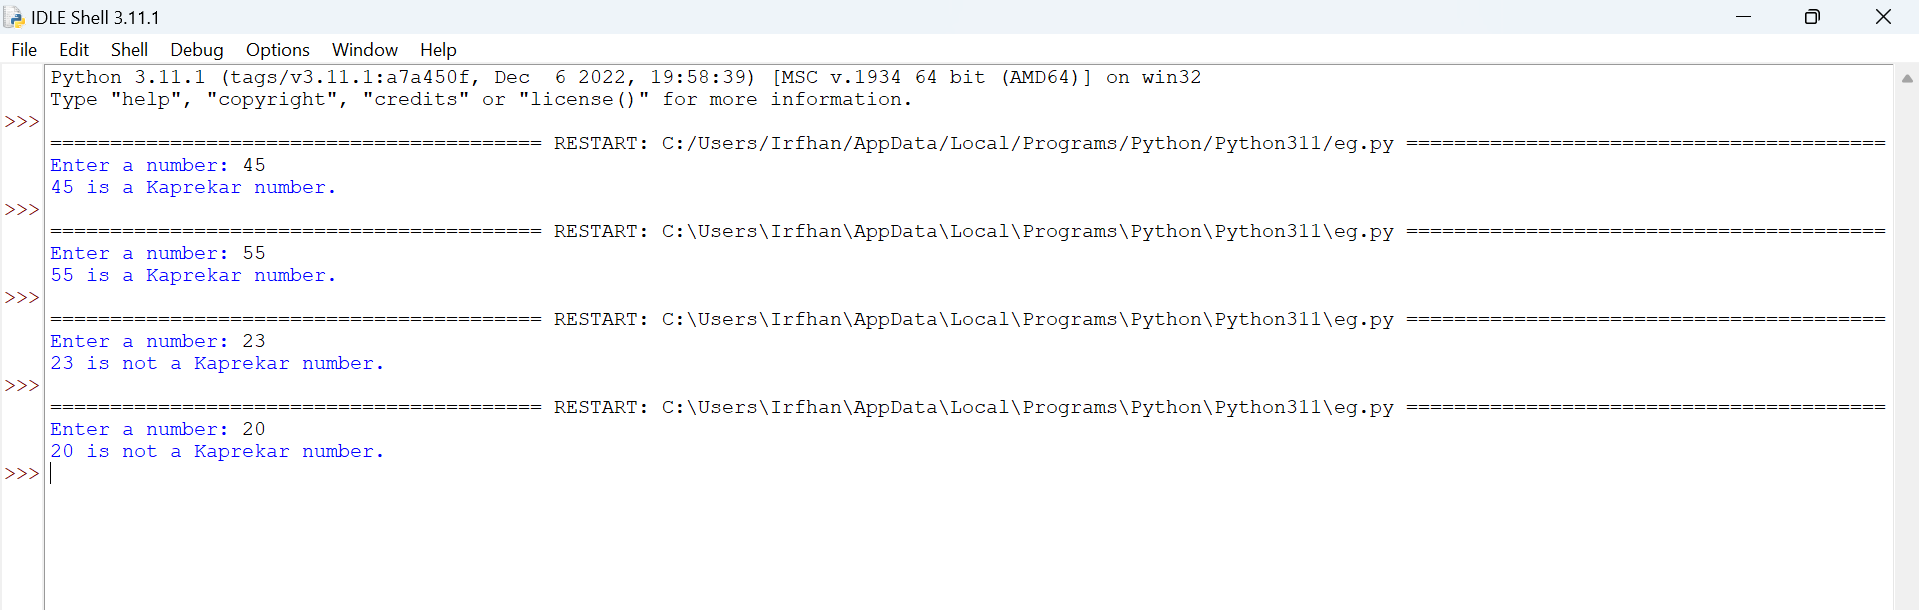 IDLE Shell 3.11.1
File Edit Shell Debug Options Window Help
Python 3.11.1 (tags/v3.11.1:a7a450f, Dec  6 2022, 19:58:39) [MSC v.1934 64 bit (AMD64)] on win32
Type "help", "copyright", "credits" or "license()" for more information.
>>>
========================================= RESTART: C:/Users/Irfhan/AppData/Local/Programs/Python/Python311/eg.py ========================================
Enter a number: 45
45 is a Kaprekar number.
>>>
========================================= RESTART: C:\Users\Irfhan\AppData\Local\Programs\Python\Python311\eg.py ========================================
Enter a number: 55
55 is a Kaprekar number.
>>>
========================================= RESTART: C:\Users\Irfhan\AppData\Local\Programs\Python\Python311\eg.py ========================================
Enter a number: 23
23 is not a Kaprekar number.
>>>
========================================= RESTART: C:\Users\Irfhan\AppData\Local\Programs\Python\Python311\eg.py ========================================
Enter a number: 20
20 is not a Kaprekar number.
>>>